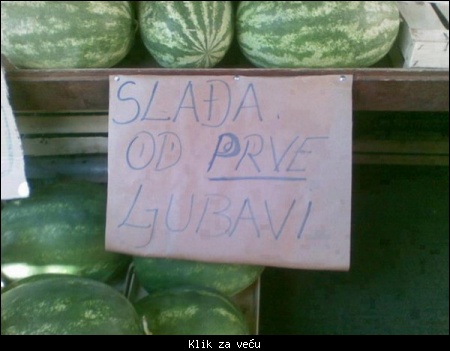 SLAĐA
OD PRVE
LJUBAVI
Klik za veću